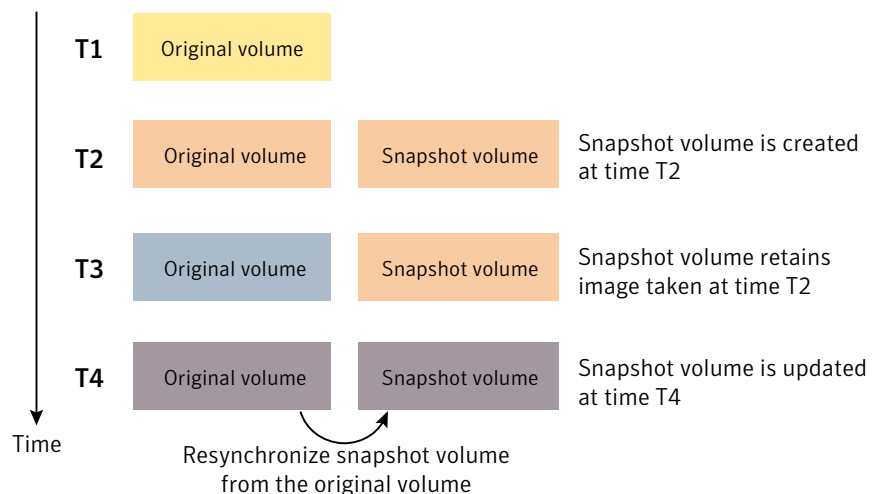 T1
Original volume
T2
Original volume
Snapshot volume
Snapshot volume is created
at time T2
T3
Original volume
Snapshot volume
Snapshot volume retains
image taken at time T2
T4
Original volume
Snapshot volume
Snapshot volume is updated
at time T4
Time
Resynchronize snapshot volume
from the original volume